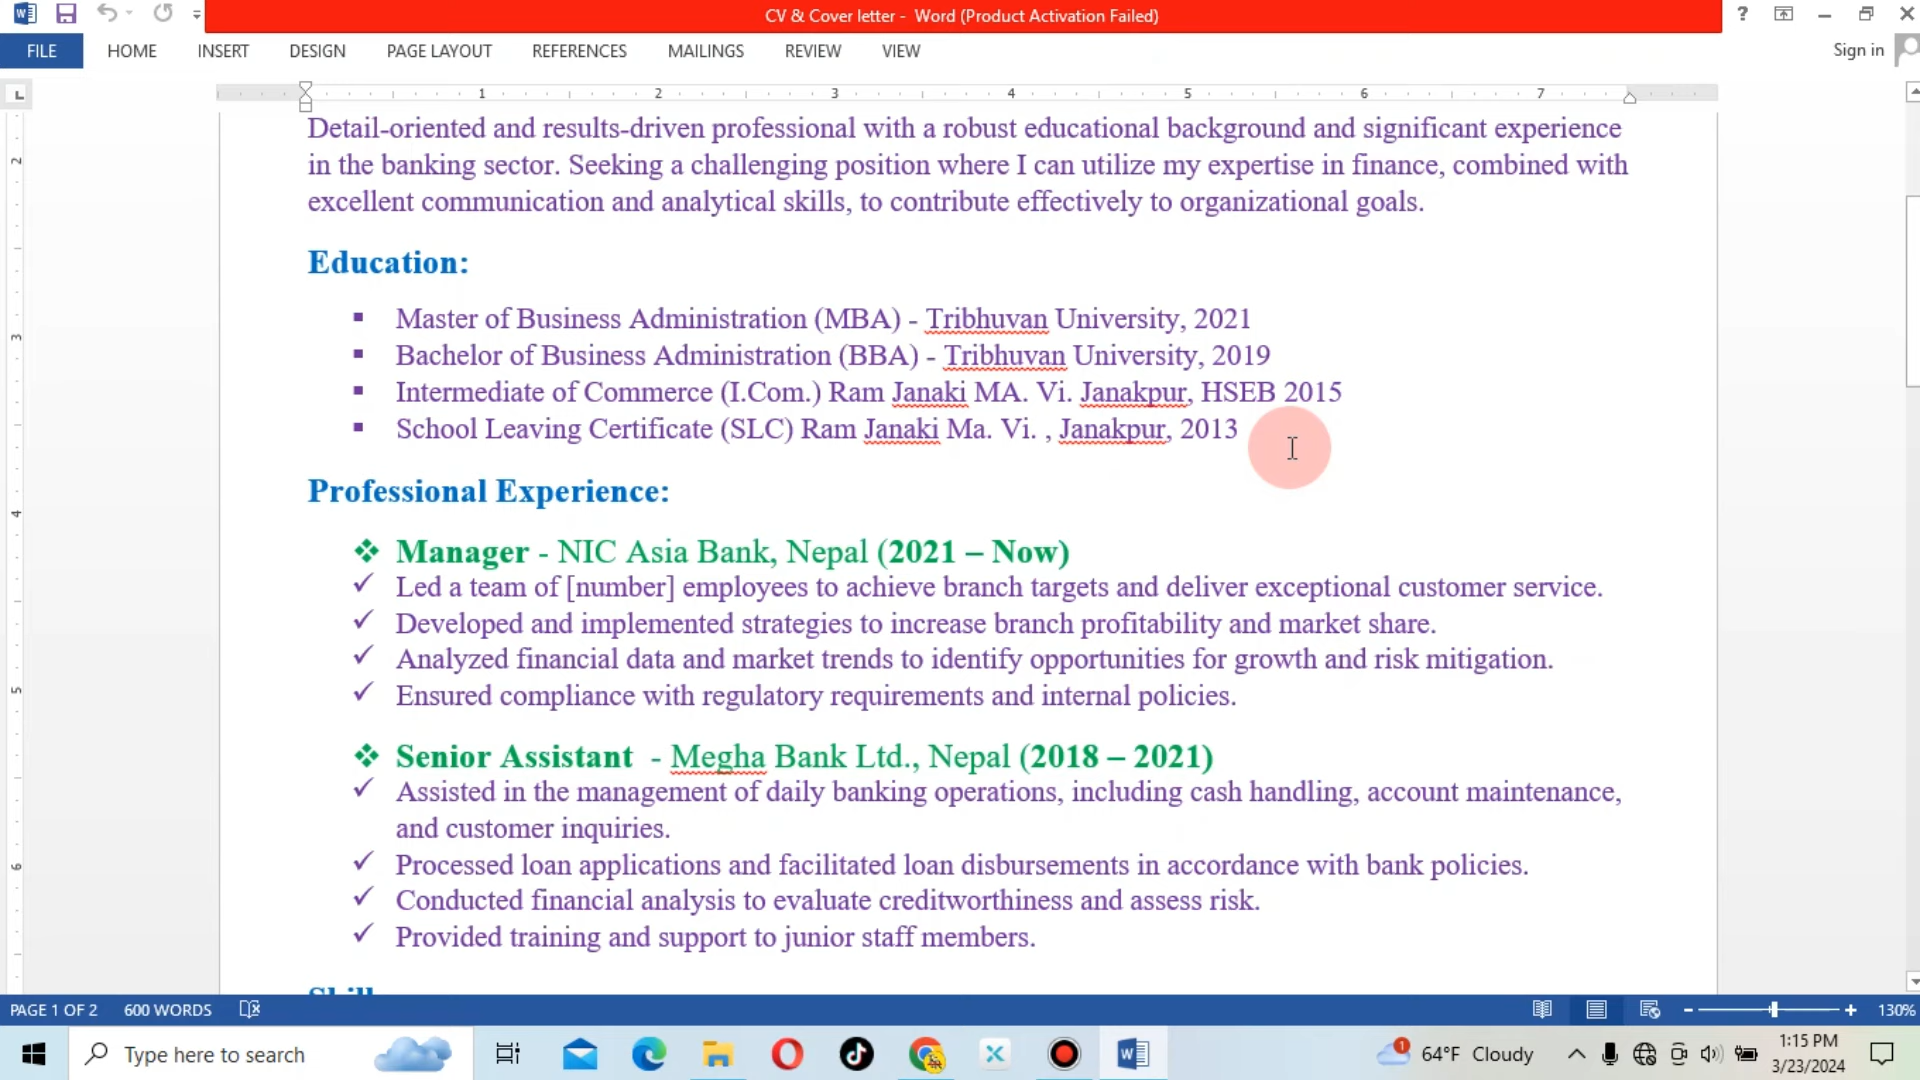 CV & Cover letter - Word (Product Activation Failed)
FILE HOME INSERT DESIGN PAGE LAYOUT REFERENCES MAILINGS REVIEW VIEW Sign in
1 2 3 4 5 6 7
Detail-oriented and results-driven professional with a robust educational background and significant experience
in the banking sector. Seeking a challenging position where I can utilize my expertise in finance, combined with
excellent communication and analytical skills, to contribute effectively to organizational goals.
Education:
Master of Business Administration (MBA) - Tribhuvan University, 2021
Bachelor of Business Administration (BBA) - Tribhuvan University, 2019
Intermediate of Commerce (I.Com.) Ram Janaki MA. Vi. Janakpur, HSEB 2015
School Leaving Certificate (SLC) Ram Janaki Ma. Vi. , Janakpur, 2013
Professional Experience:
Manager - NIC Asia Bank, Nepal (2021 – Now)
Led a team of [number] employees to achieve branch targets and deliver exceptional customer service.
Developed and implemented strategies to increase branch profitability and market share.
Analyzed financial data and market trends to identify opportunities for growth and risk mitigation.
Ensured compliance with regulatory requirements and internal policies.
Senior Assistant - Megha Bank Ltd., Nepal (2018 – 2021)
Assisted in the management of daily banking operations, including cash handling, account maintenance,
and customer inquiries.
Processed loan applications and facilitated loan disbursements in accordance with bank policies.
Conducted financial analysis to evaluate creditworthiness and assess risk.
Provided training and support to junior staff members.
PAGE 1 OF 2 600 WORDS 130%
Type here to search 1 64°F Cloudy 1:15 PM
3/23/2024